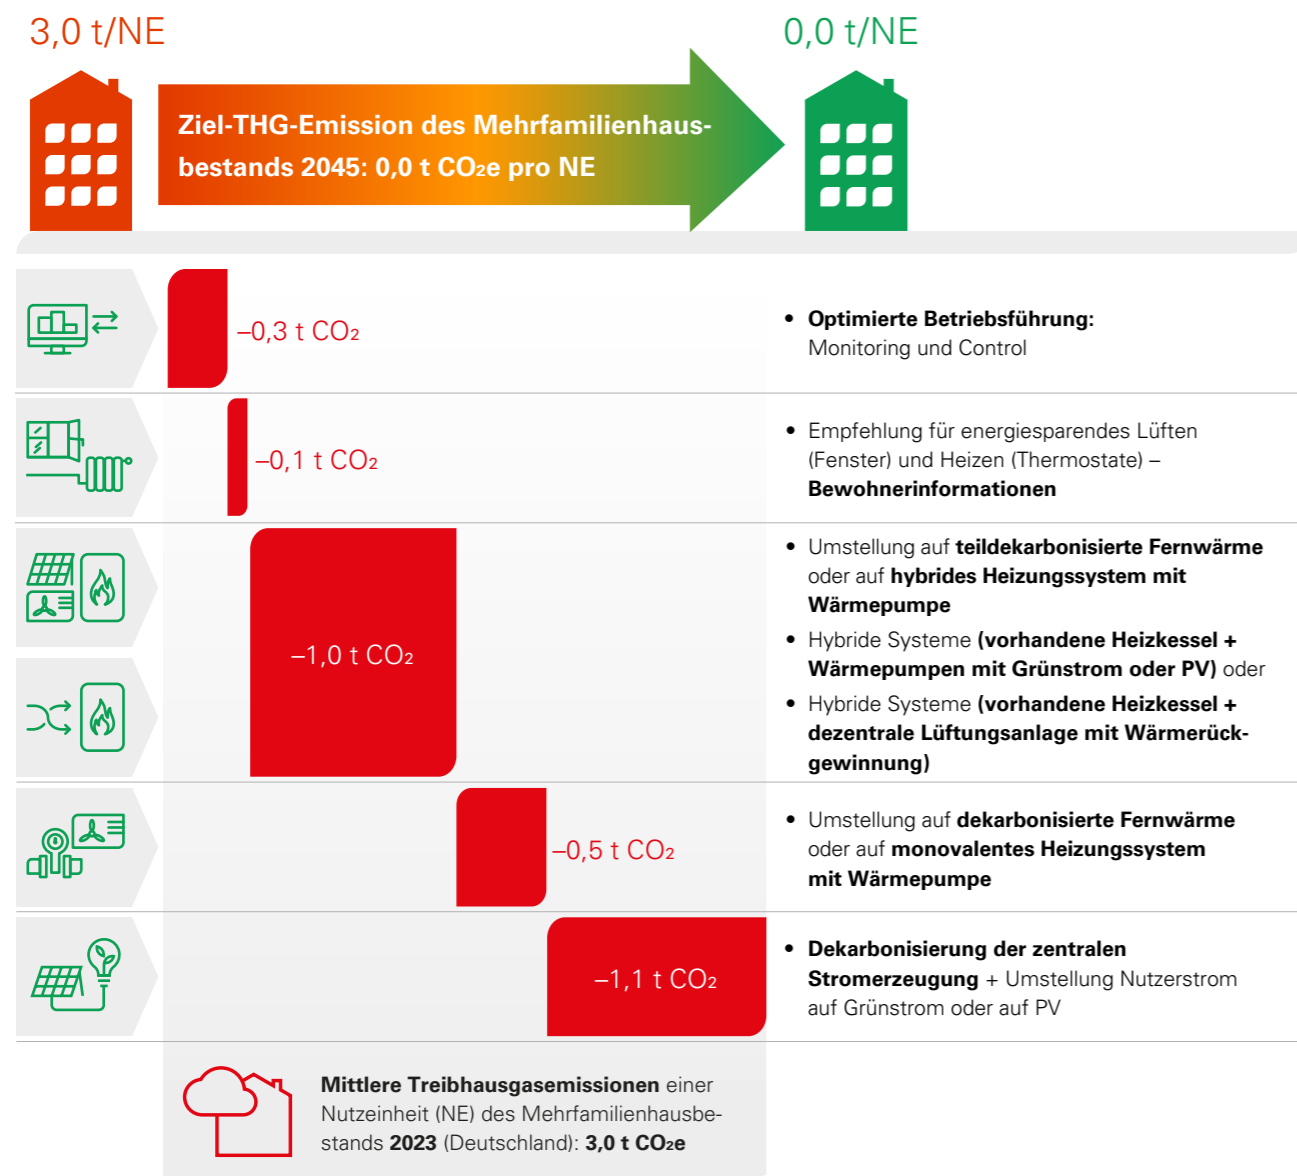 3,0 t/NE
0,0 t/NE
Ziel-THG-Emission des Mehrfamilienhaus-
bestands 2045: 0,0 t CO₂e pro NE
–0,3 t CO₂
• Optimierte Betriebsführung:
Monitoring und Control
–0,1 t CO₂
• Empfehlung für energiesparendes Lüften
(Fenster) und Heizen (Thermostate) –
Bewohnerinformationen
–1,0 t CO₂
• Umstellung auf teildekarbonisierte Fernwärme
oder auf hybrides Heizungssystem mit
Wärmepumpe
• Hybride Systeme (vorhandene Heizkessel +
Wärmepumpen mit Grünstrom oder PV) oder
• Hybride Systeme (vorhandene Heizkessel +
dezentrale Lüftungsanlage mit Wärmerück-
gewinnung)
–0,5 t CO₂
• Umstellung auf dekarbonisierte Fernwärme
oder auf monovalentes Heizungssystem
mit Wärmepumpe
–1,1 t CO₂
• Dekarbonisierung der zentralen
Stromerzeugung + Umstellung Nutzerstrom
auf Grünstrom oder auf PV
Mittlere Treibhausgasemissionen einer
Nutzeinheit (NE) des Mehrfamilienhausbe-
stands 2023 (Deutschland): 3,0 t CO₂e